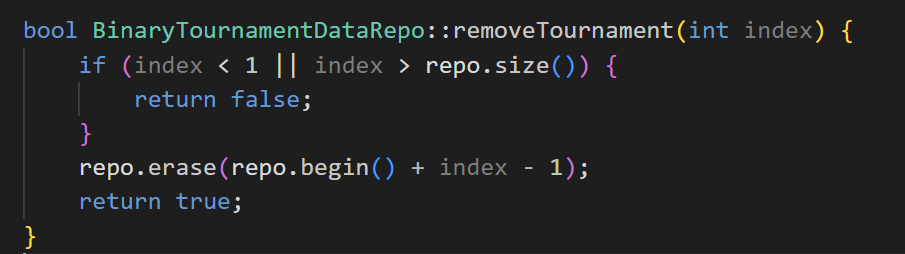 bool BinaryTournamentDataRepo::removeTournament(int index) {
    if (index < 1 || index > repo.size()) {
        return false;
    }
    repo.erase(repo.begin() + index - 1);
    return true;
}